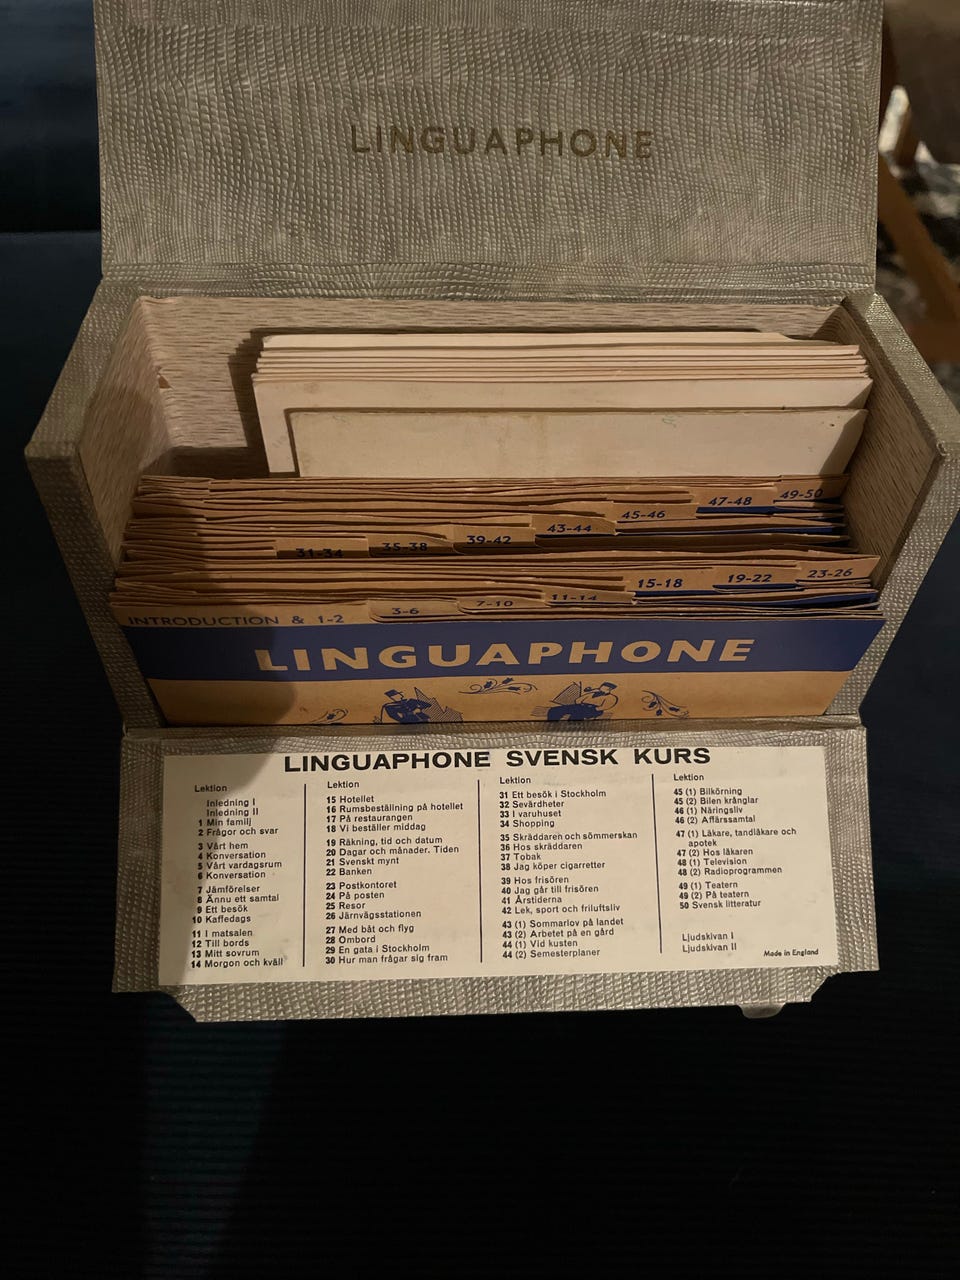 LINGUAPHONE
49-50
47-48
45-46
43-44
39-42
35-38
31-34
23-26
19-22
15-18
11-14
7-10
3-6
INTRODUCTION & 1-2
LINGUAPHONE
LINGUAPHONE SVENSK KURS
Lektion
Inledning I
Inledning II
1 Min familj
2 Frågor och svar
3 Vårt hem
4 Konversation
5 Vårt vardagsrum
6 Konversation
7 Jämförelser
8 Ännu ett samtal
9 Ett besök
10 Kaffedags
11 I matsalen
12 Till bords
13 Mitt sovrum
14 Morgon och kväll
Lektion
15 Hotellet
16 Rumsbeställning på hotellet
17 På restaurangen
18 Vi beställer middag
19 Räkning, tid och datum
20 Dagar och månader. Tiden
21 Svenskt mynt
22 Banken
23 Postkontoret
24 På posten
25 Resor
26 Järnvägsstationen
27 Med båt och flyg
28 Ombord
29 En gata i Stockholm
30 Hur man frågar sig fram
Lektion
31 Ett besök i Stockholm
32 Sevärdheter
33 I varuhuset
34 Shopping
35 Skräddaren och sömmerskan
36 Hos skräddaren
37 Tobak
38 Jag köper cigarretter
39 Hos frisören
40 Jag går till frisören
41 Årstiderna
42 Lek, sport och friluftsliv
43 (1) Sommarlov på landet
43 (2) Arbetet på en gård
44 (1) Vid kusten
44 (2) Semesterplaner
Lektion
45 (1) Bilkörning
45 (2) Bilen krånglar
46 (1) Näringsliv
46 (2) Affärssamtal
47 (1) Läkare, tandläkare och
apotek
47 (2) Hos läkaren
48 (1) Television
48 (2) Radioprogrammen
49 (1) Teatern
49 (2) På teatern
50 Svensk litteratur
Ljudskivan I
Ljudskivan II
Made in England